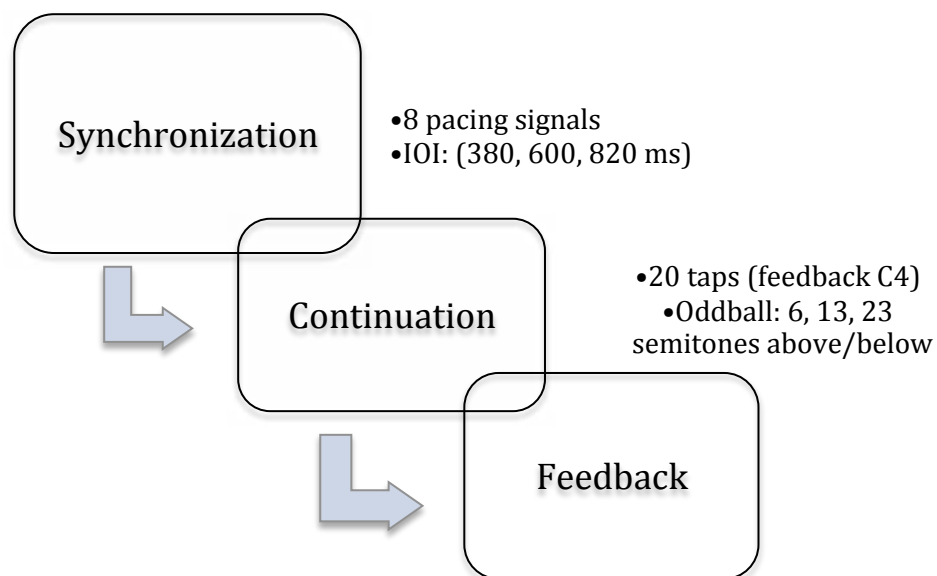 Synchronization
•8 pacing signals
•IOI: (380, 600, 820 ms)
Continuation
•20 taps (feedback C4)
•Oddball: 6, 13, 23
semitones above/below
Feedback